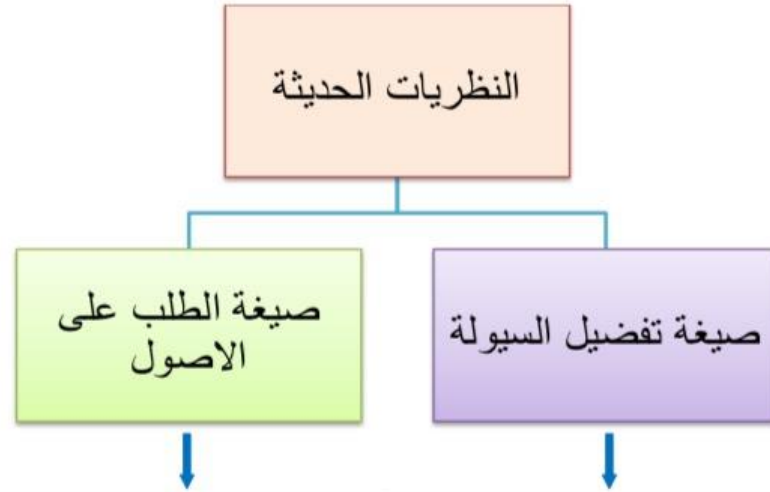 النظريات الحديثة
صيغة تفضيل السيولة
صيغة الطلب على
الاصول